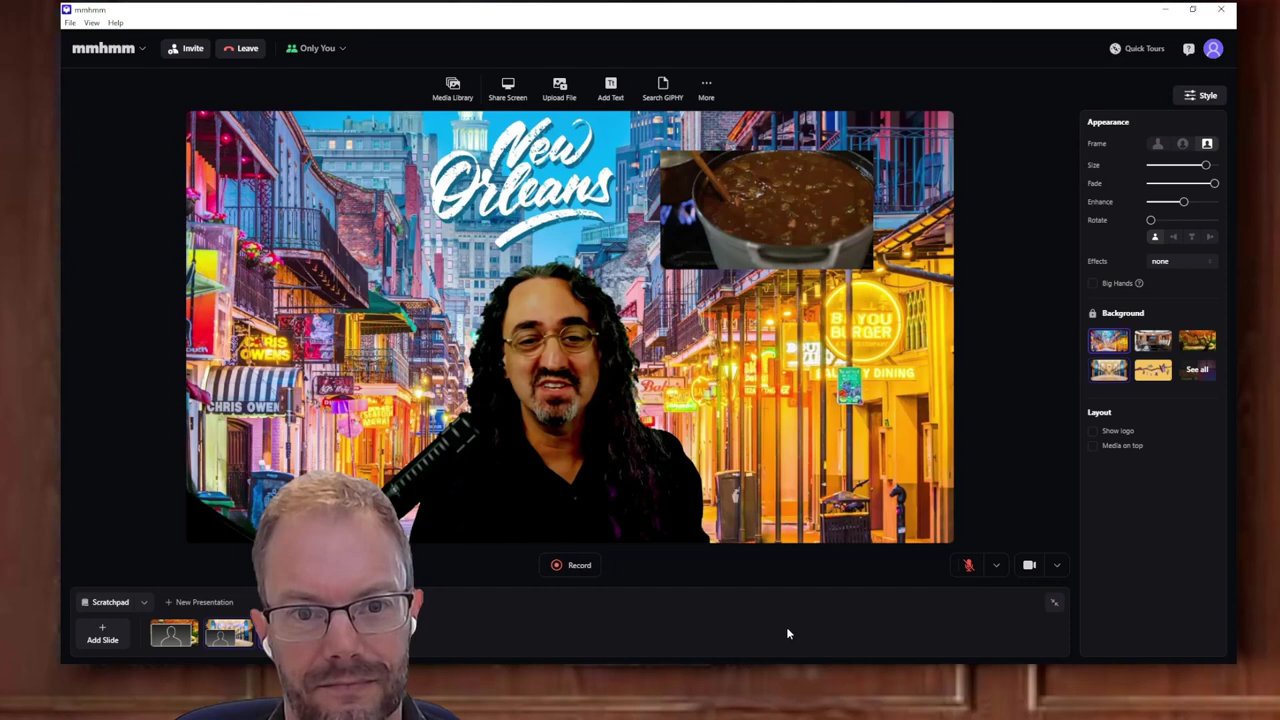 mmhmm
File View Help
mmhmm Invite Leave Only You Quick Tours
Media Library Share Screen Upload File Add Text Search GIPHY More
Style
Appearance
Frame
Size
Fade
Enhance
Rotate
Effects none
Big Hands
Background
See all
Layout
Show logo
Media on top
New
Orleans
CHRIS
OWENS
CHRIS OWEN
BAYOU
BURGER
DINING
Record
Scratchpad + New Presentation
+
Add Slide